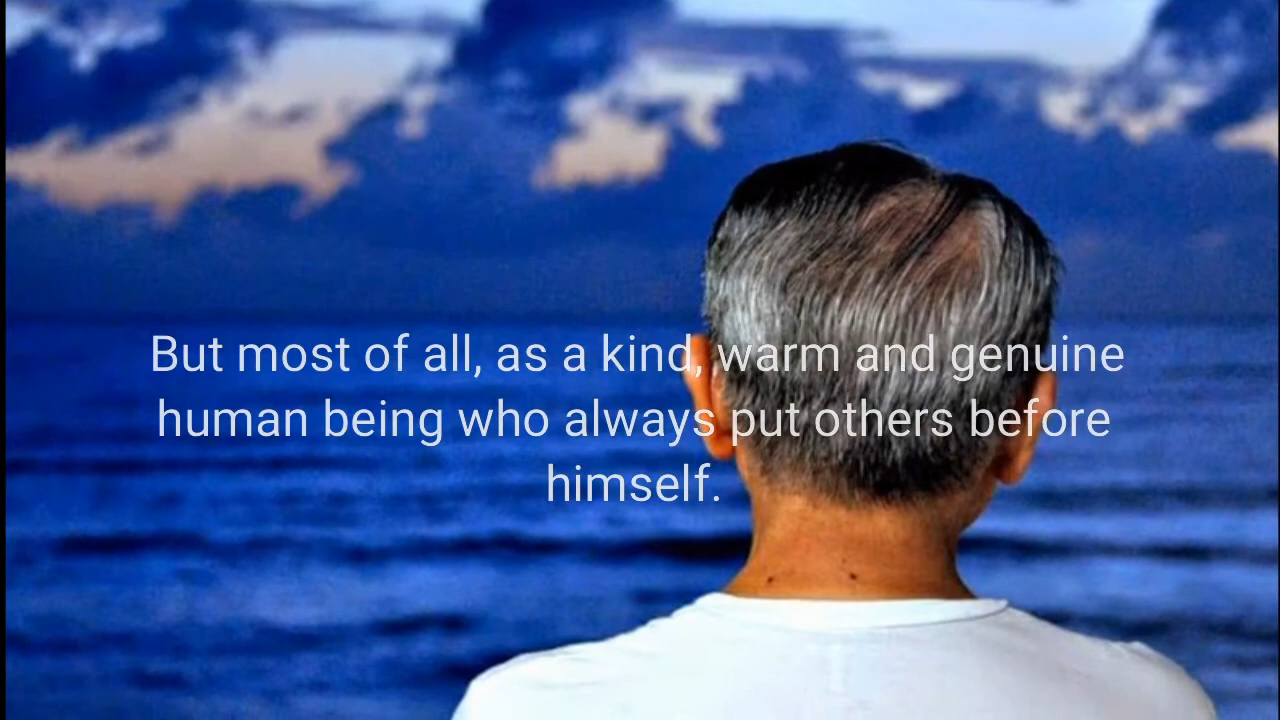 But most of all, as a kind, warm and genuine
human being who always put others before
himself.